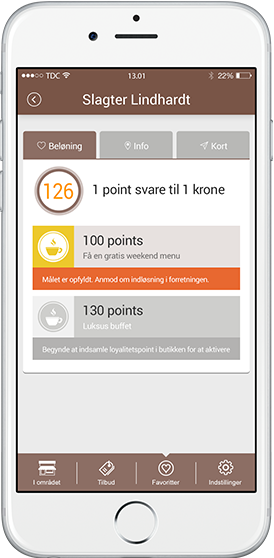 TDC 13.01 22%
Slagter Lindhardt
Beløning Info Kort
126 1 point svare til 1 krone
100 points
Få en gratis weekend menu
Målet er opfyldt. Anmod om indløsning i forretningen.
130 points
Luksus buffet
Begynde at indsamle loyalitetspoint i butikken for at aktivere
I området Tilbud Favoritter Indstillinger